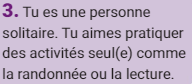 3. Tu es une personne
solitaire. Tu aimes pratiquer
des activités seul(e) comme
la randonnée ou la lecture.